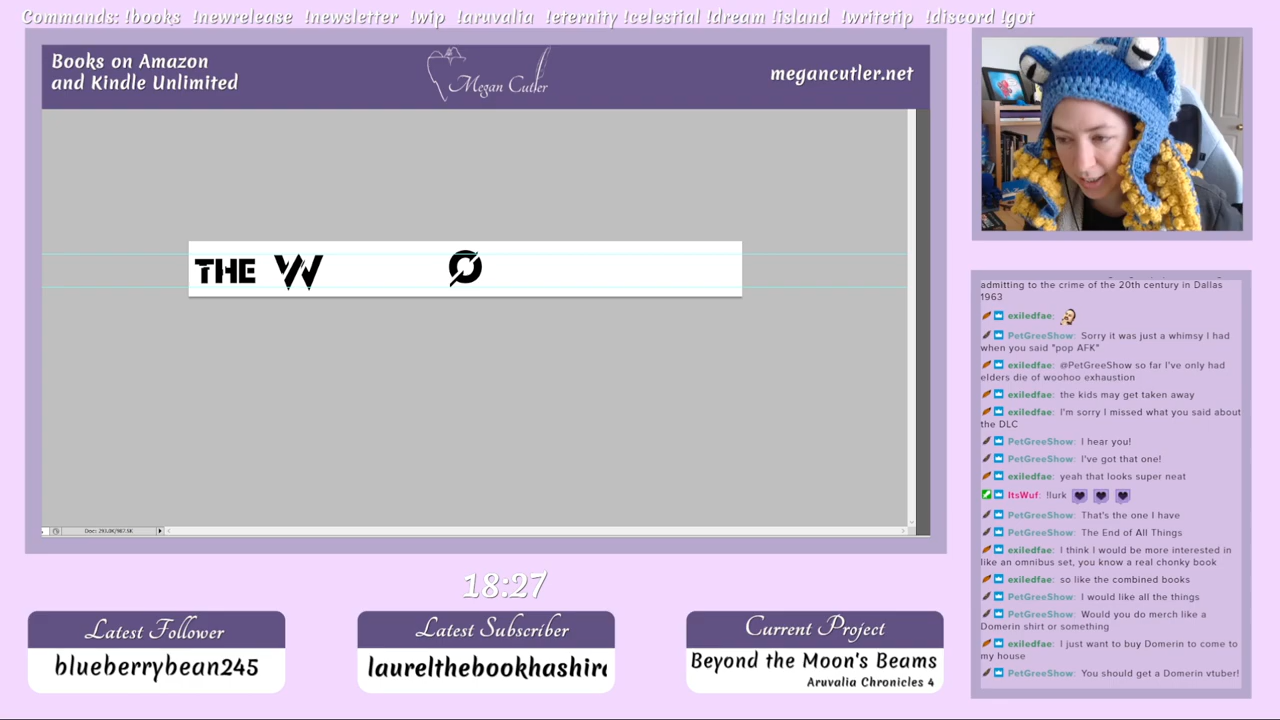 Commands: !books !newrelease !newsletter !wip !aruvalia !eternity !celestial !dream !island !writetip !discord !got
Books on Amazon
and Kindle Unlimited
Megan Cutler
megancutler.net
THE W Ø
Doc: 293.0K/987.5K
admitting to the crime of the 20th century in Dallas
1963
exiledfae:
PetGreeShow: Sorry it was just a whimsy I had
when you said "pop AFK"
exiledfae: @PetGreeShow so far I've only had
elders die of woohoo exhaustion
exiledfae: the kids may get taken away
exiledfae: I'm sorry I missed what you said about
the DLC
PetGreeShow: I hear you!
PetGreeShow: I've got that one!
exiledfae: yeah that looks super neat
ItsWuf: !lurk
PetGreeShow: That's the one I have
PetGreeShow: The End of All Things
exiledfae: I think I would be more interested in
like an omnibus set, you know a real chonky book
exiledfae: so like the combined books
PetGreeShow: I would like all the things
PetGreeShow: Would you do merch like a
Domerin shirt or something
exiledfae: I just want to buy Domerin to come to
my house
PetGreeShow: You should get a Domerin vtuber!
18:27
Latest Follower
blueberrybean245
Latest Subscriber
laurelthebookhashira
Current Project
Beyond the Moon's Beams
Aruvalia Chronicles 4